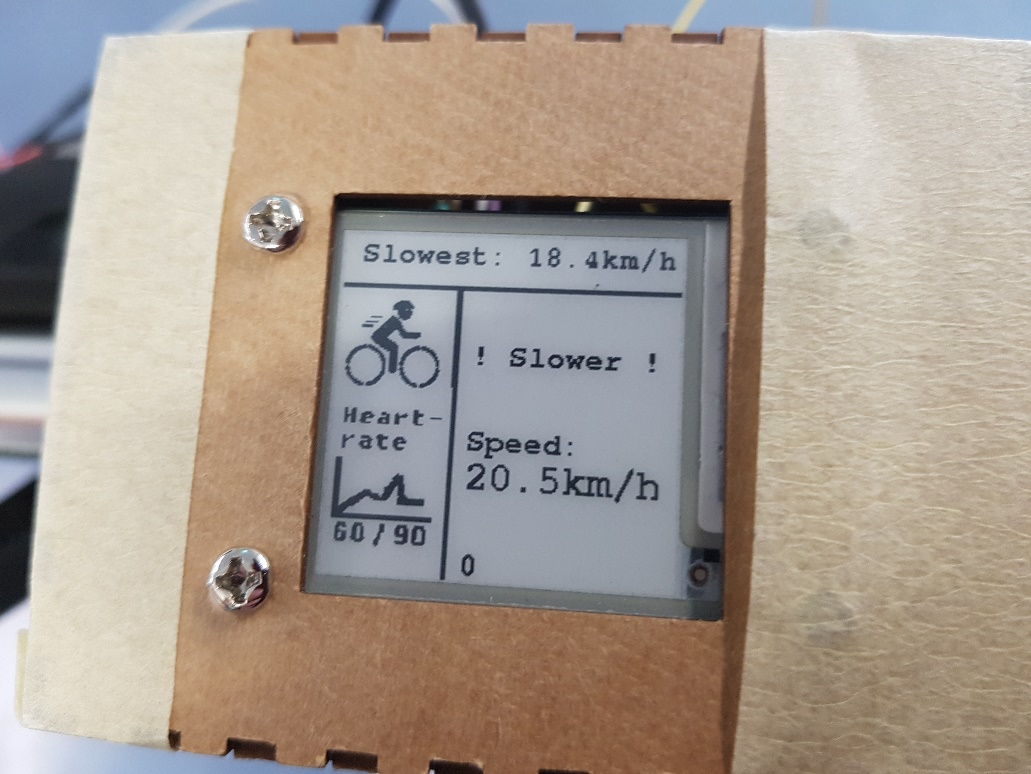 Slowest: 18.4km/h
! Slower !
Heart-
rate
60/90
Speed:
20.5km/h
0